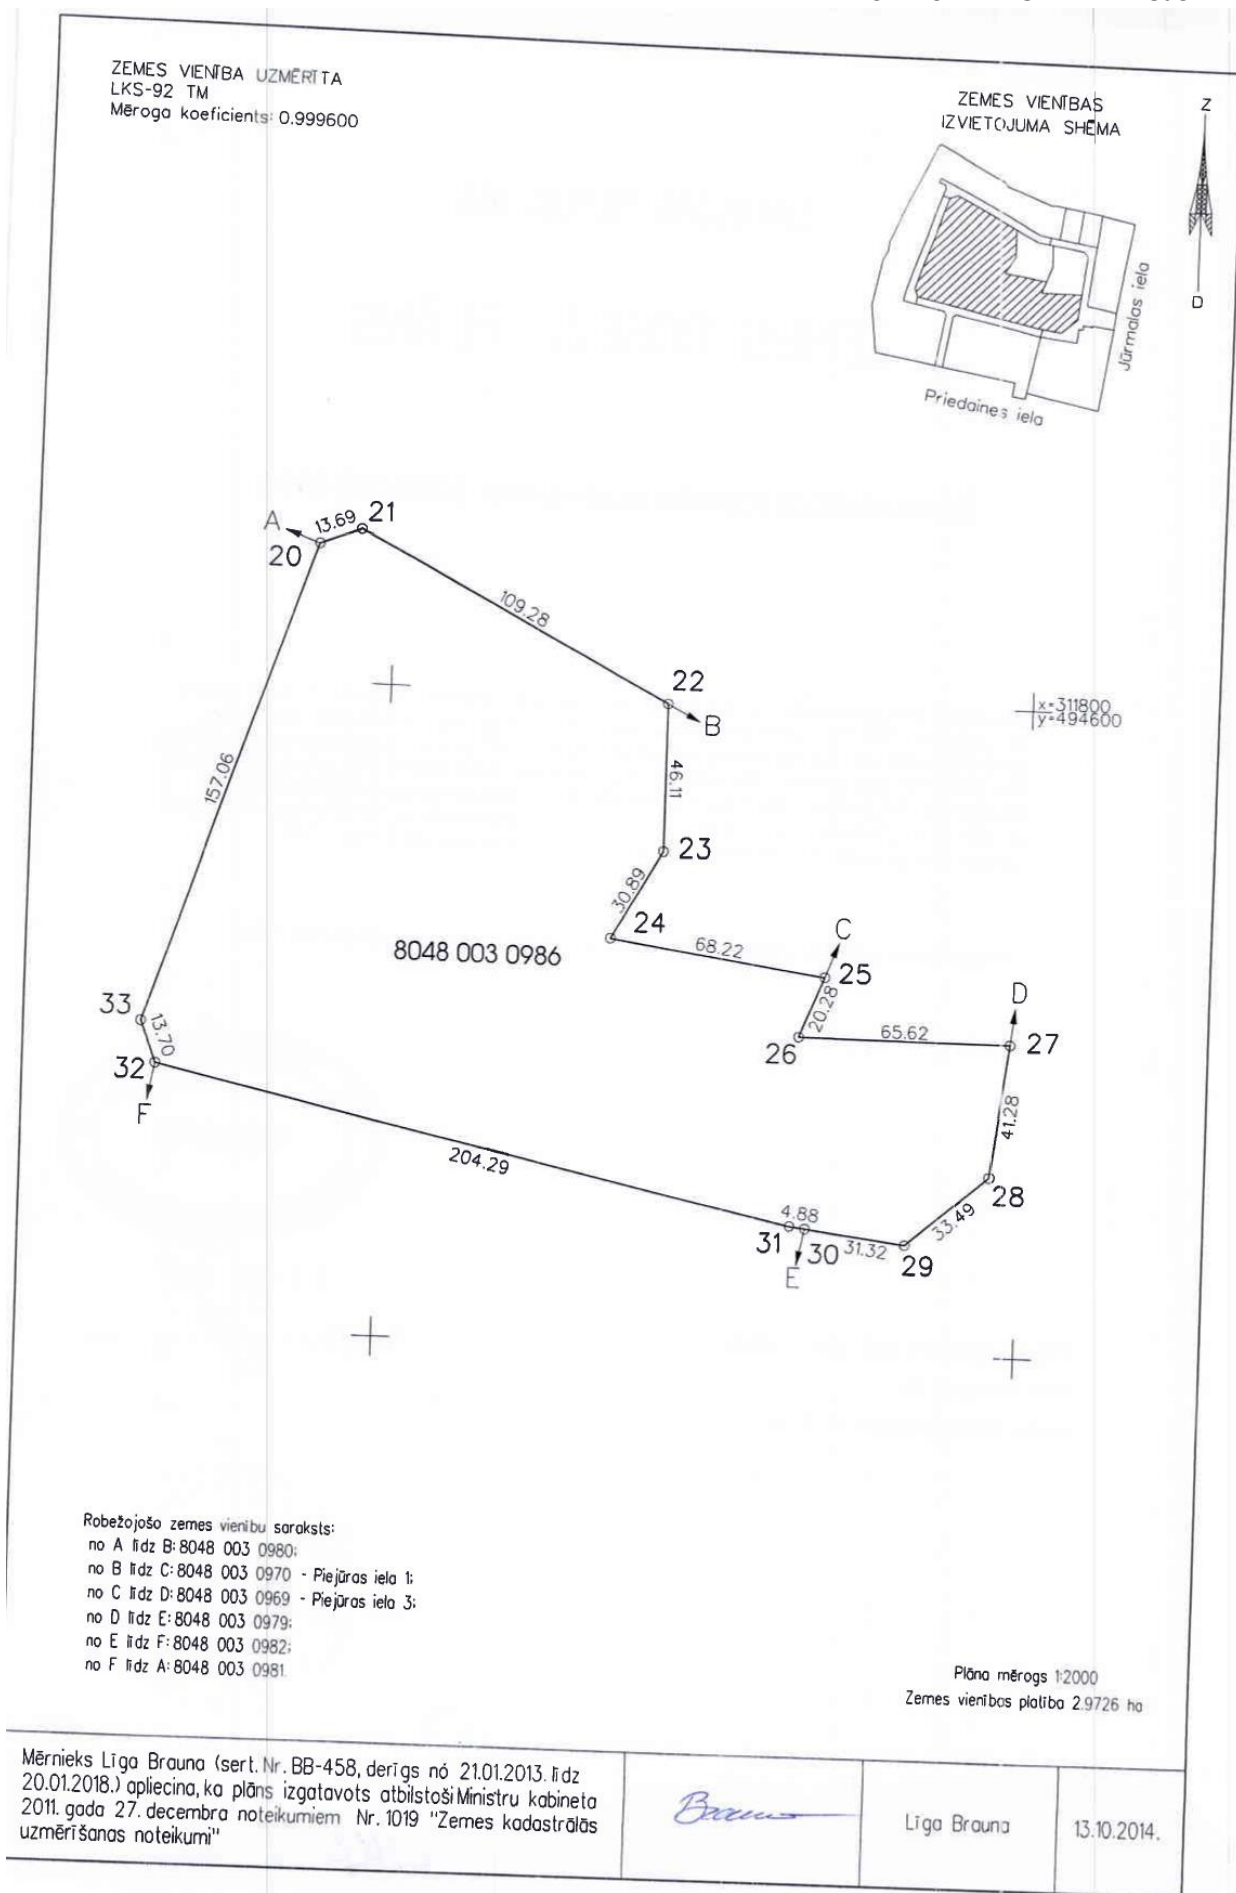 ZEMES VIENĪBA UZMĒRĪTA
LKS-92 TM
Mēroga koeficients: 0.999600
ZEMES VIENĪBAS
IZVIETOJUMA SHĒMA
Z
D
Jūrmalas iela
Priedaines iela
A
13.69
21
20
109.28
22
B
x=311800
y=494600
157.06
46.11
23
30.89
24
68.22
C
25
8048 003 0986
20.28
D
33
13.70
26
65.62
27
32
F
41.28
204.29
28
4.88
33.49
31
30
31.32
29
E
Robežojošo zemes vienību saraksts:
no A līdz B: 8048 003 0980;
no B līdz C: 8048 003 0970 - Piejūras iela 1;
no C līdz D: 8048 003 0969 - Piejūras iela 3;
no D līdz E: 8048 003 0979;
no E līdz F: 8048 003 0982;
no F līdz A: 8048 003 0981
Plāna mērogs 1:2000
Zemes vienības platība 2.9726 ha
Mērnieks Līga Brauna (sert. Nr. BB-458, derīgs no 21.01.2013. līdz
20.01.2018.) apliecina, ka plāns izgatavots atbilstoši Ministru kabineta
2011. gada 27. decembra noteikumiem Nr. 1019 "Zemes kadastrālās
uzmērīšanas noteikumi"
Līga Brauna
13.10.2014.